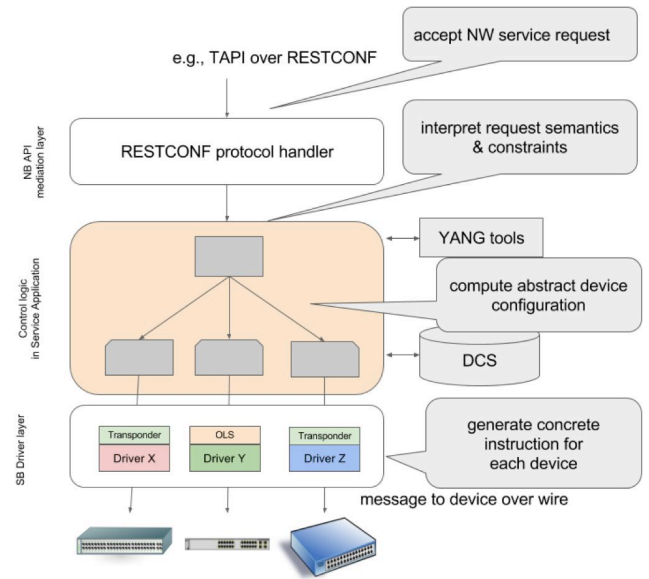 accept NW service request
e.g., TAPI over RESTCONF
NB API
mediation layer
RESTCONF protocol handler
interpret request semantics
& constraints
Control logic
in Service Application
YANG tools
compute abstract device
configuration
DCS
SB Driver layer
Transponder
Driver X
OLS
Driver Y
Transponder
Driver Z
generate concrete
instruction for
each device
message to device over wire